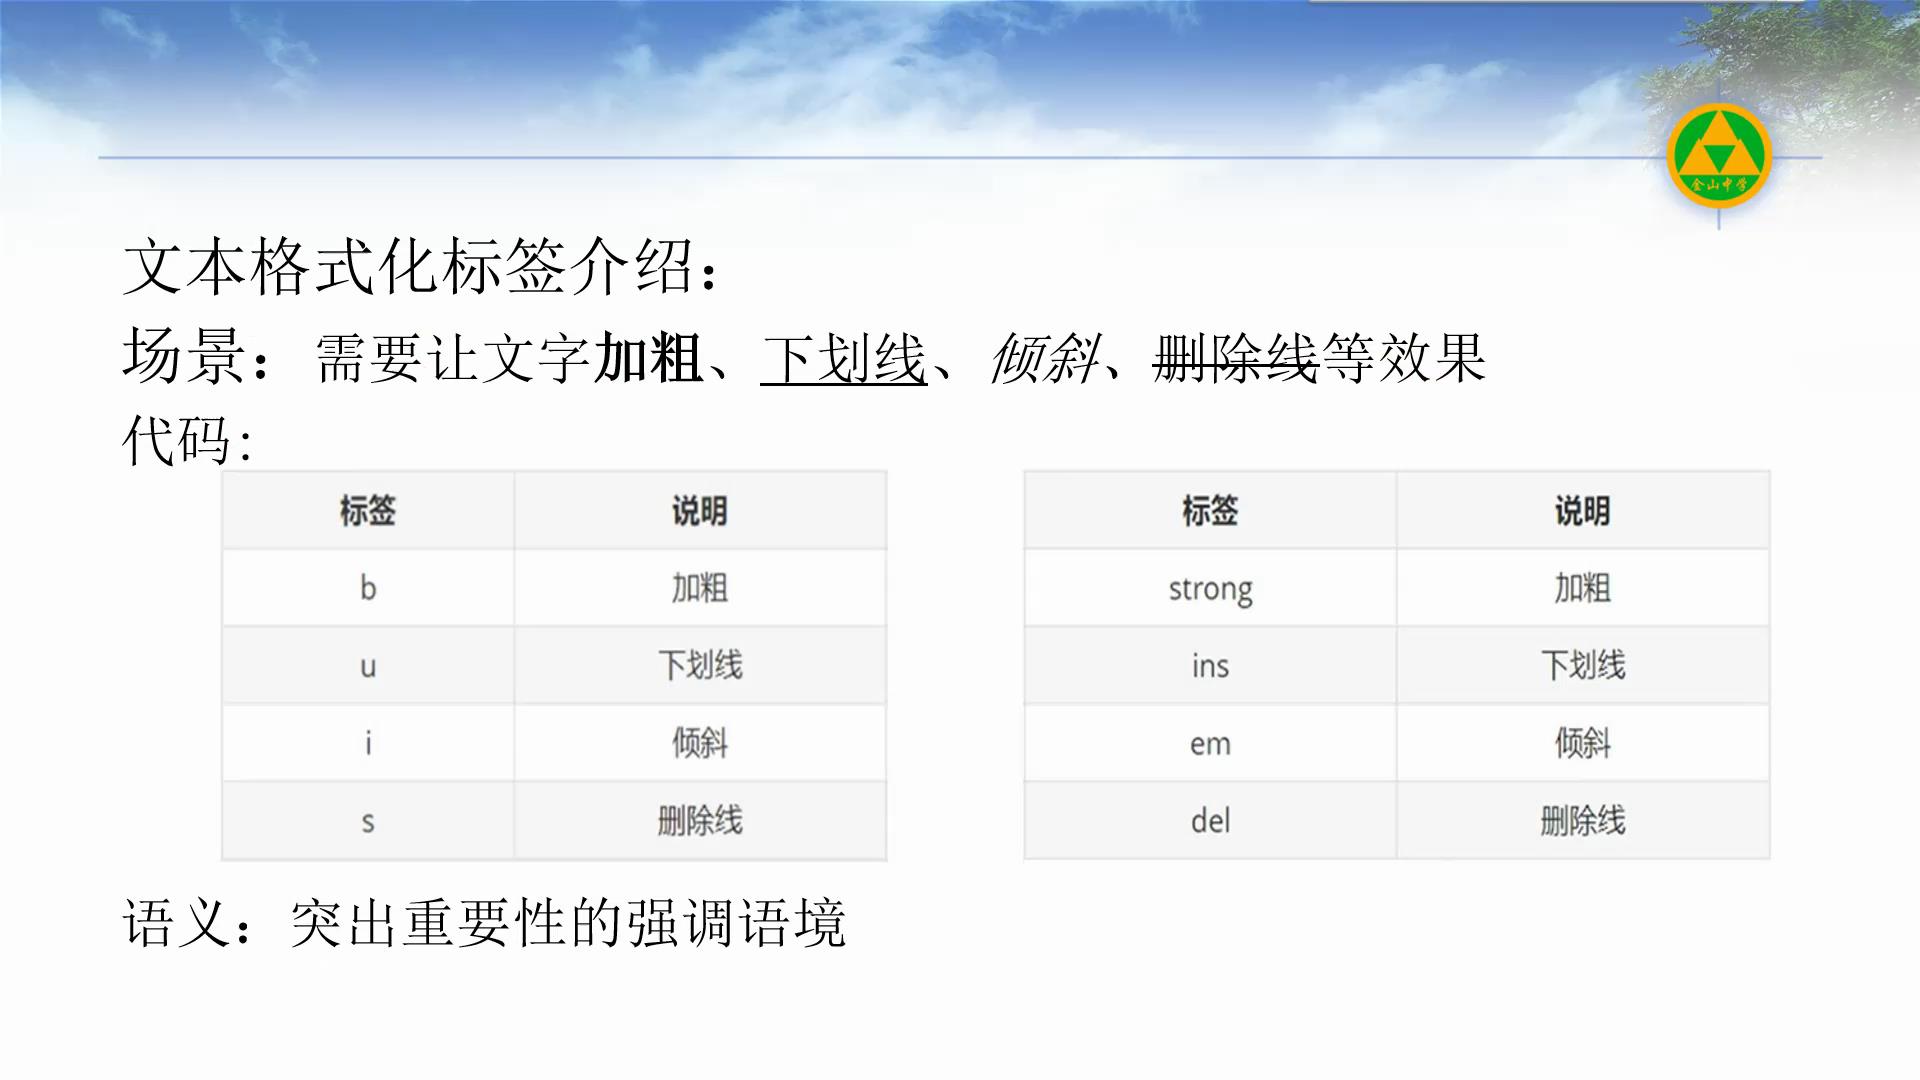 金山中学
文本格式化标签介绍：
场景：需要让文字加粗、下划线、倾斜、删除线等效果
代码:
标签 说明
b 加粗
u 下划线
i 倾斜
s 删除线
标签 说明
strong 加粗
ins 下划线
em 倾斜
del 删除线
语义：突出重要性的强调语境